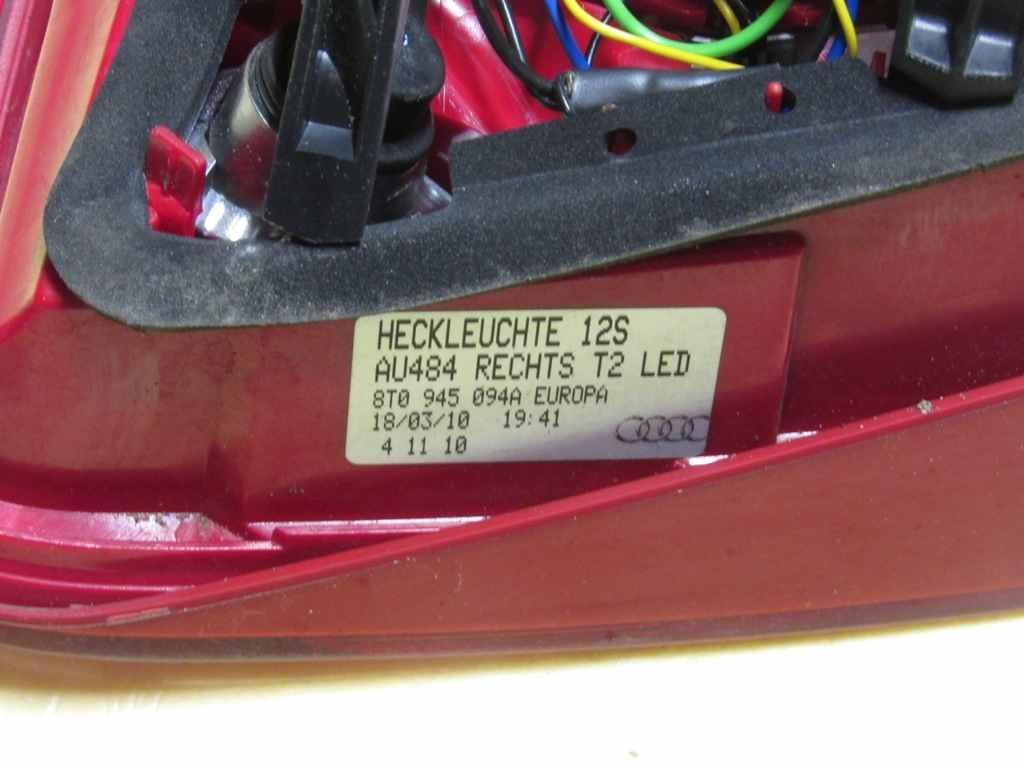 HECKLEUCHTE 12S
AU484 RECHTS T2 LED
8T0 945 094A EUROPA
18/03/10 19:41
4 11 10